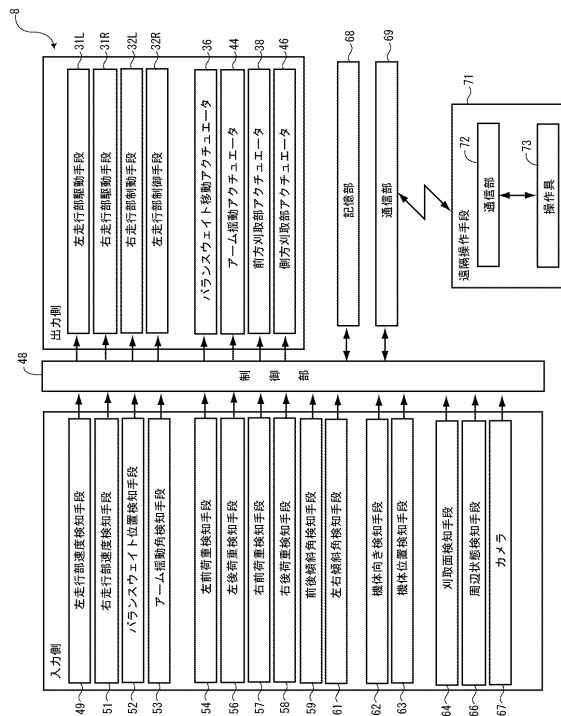 8
入力側
49 左走行部速度検知手段
51 右走行部速度検知手段
52 バランスウェイト位置検知手段
53 アーム揺動角検知手段
54 左前荷重検知手段
56 左後荷重検知手段
57 右前荷重検知手段
58 右後荷重検知手段
59 前後傾斜角検知手段
61 左右傾斜角検知手段
62 機体向き検知手段
63 機体位置検知手段
64 刈取面検知手段
66 周辺状態検知手段
67 カメラ
48
制御部
出力側
左走行部駆動手段 31L
右走行部駆動手段 31R
右走行部制動手段 32L
左走行部制御手段 32R
バランスウェイト移動アクチュエータ 36
アーム揺動アクチュエータ 44
前方刈取部アクチュエータ 38
側方刈取部アクチュエータ 46
記憶部 68
通信部 69
遠隔操作手段 71
通信部 72
操作具 73